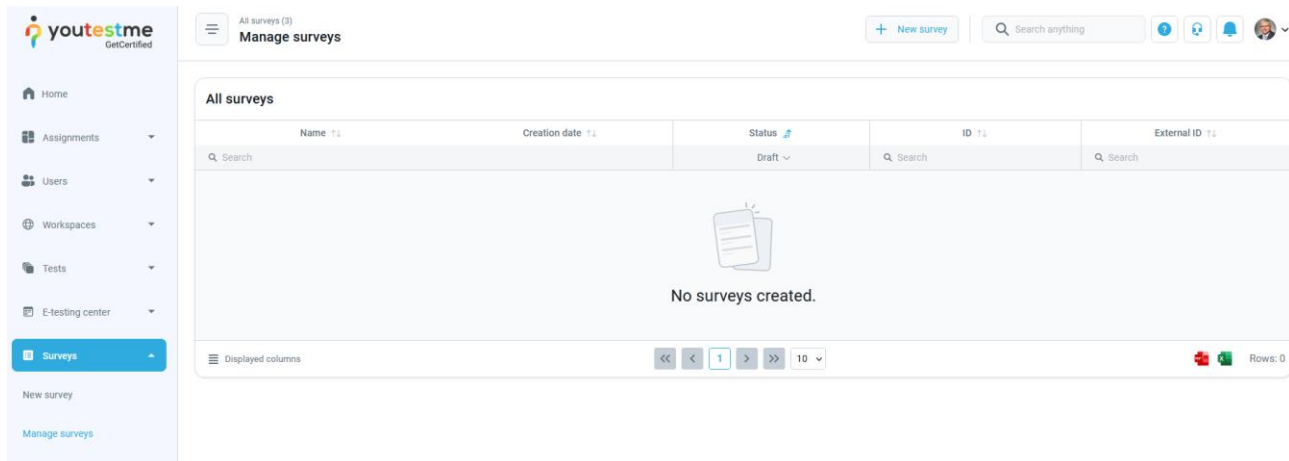 youtestme
GetCertified
All surveys (3)
Manage surveys
New survey
Search anything
Home
Assignments
Users
Workspaces
Tests
E-testing center
Surveys
New survey
Manage surveys
All surveys
Name Creation date Status ID External ID
Search Draft Search Search
No surveys created.
Displayed columns 1 10 Rows: 0